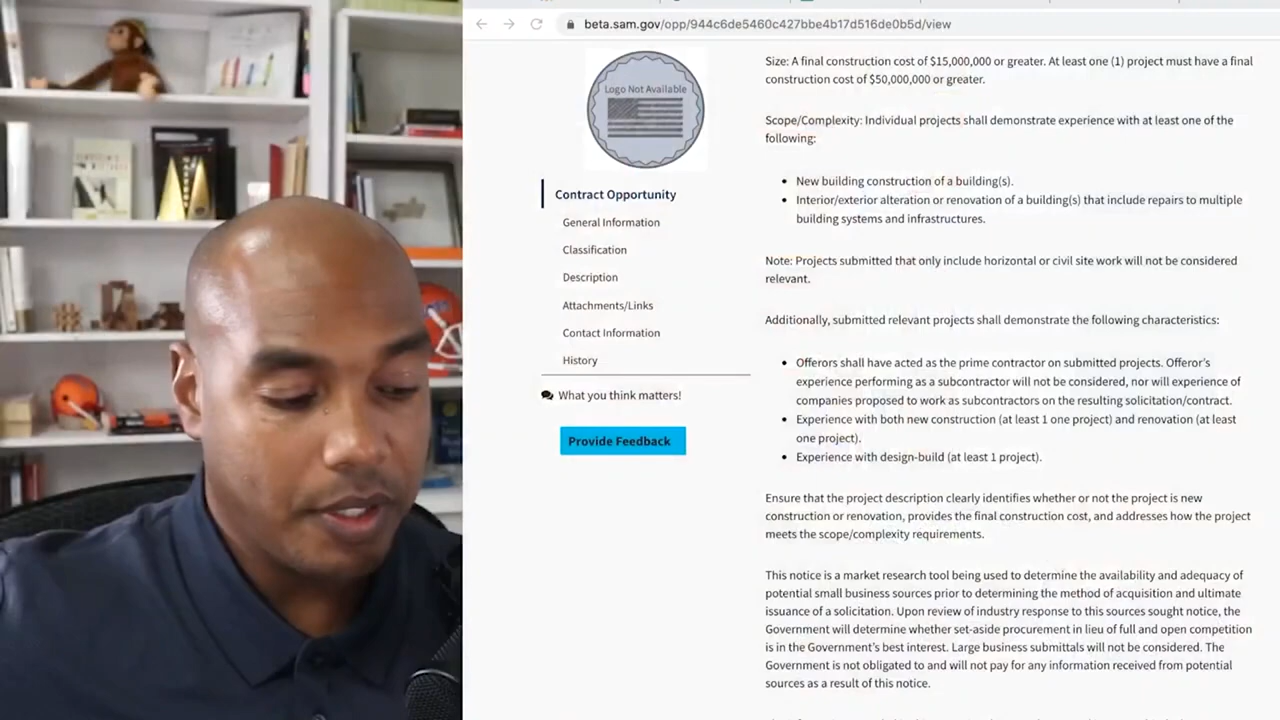 beta.sam.gov/opp/944c6de5460c427bbe4b17d516de0b5d/view
Logo Not Available
Contract Opportunity
General Information
Classification
Description
Attachments/Links
Contact Information
History
What you think matters!
Provide Feedback
Size: A final construction cost of $15,000,000 or greater. At least one (1) project must have a final
construction cost of $50,000,000 or greater.
Scope/Complexity: Individual projects shall demonstrate experience with at least one of the
following:
New building construction of a building(s).
Interior/exterior alteration or renovation of a building(s) that include repairs to multiple
building systems and infrastructures.
Note: Projects submitted that only include horizontal or civil site work will not be considered
relevant.
Additionally, submitted relevant projects shall demonstrate the following characteristics:
Offerors shall have acted as the prime contractor on submitted projects. Offeror's
experience performing as a subcontractor will not be considered, nor will experience of
companies proposed to work as subcontractors on the resulting solicitation/contract.
Experience with both new construction (at least 1 one project) and renovation (at least
one project).
Experience with design-build (at least 1 project).
Ensure that the project description clearly identifies whether or not the project is new
construction or renovation, provides the final construction cost, and addresses how the project
meets the scope/complexity requirements.
This notice is a market research tool being used to determine the availability and adequacy of
potential small business sources prior to determining the method of acquisition and ultimate
issuance of a solicitation. Upon review of industry response to this sources sought notice, the
Government will determine whether set-aside procurement in lieu of full and open competition
is in the Government's best interest. Large business submittals will not be considered. The
Government is not obligated to and will not pay for any information received from potential
sources as a result of this notice.